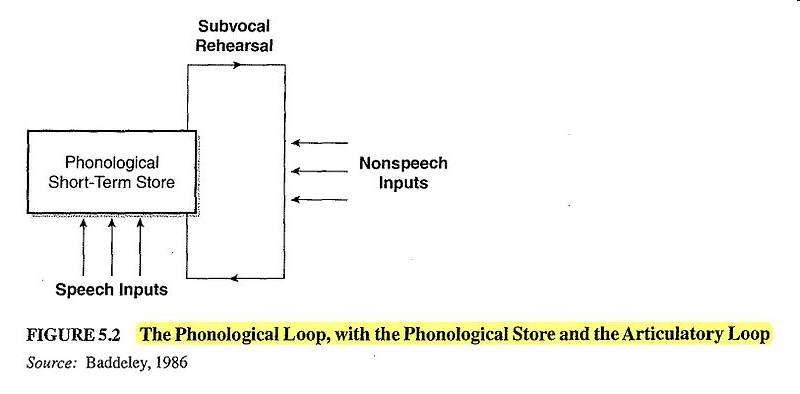 Subvocal
Rehearsal
Phonological
Short-Term Store
Nonspeech
Inputs
Speech Inputs
FIGURE 5.2 The Phonological Loop, with the Phonological Store and the Articulatory Loop
Source: Baddeley, 1986